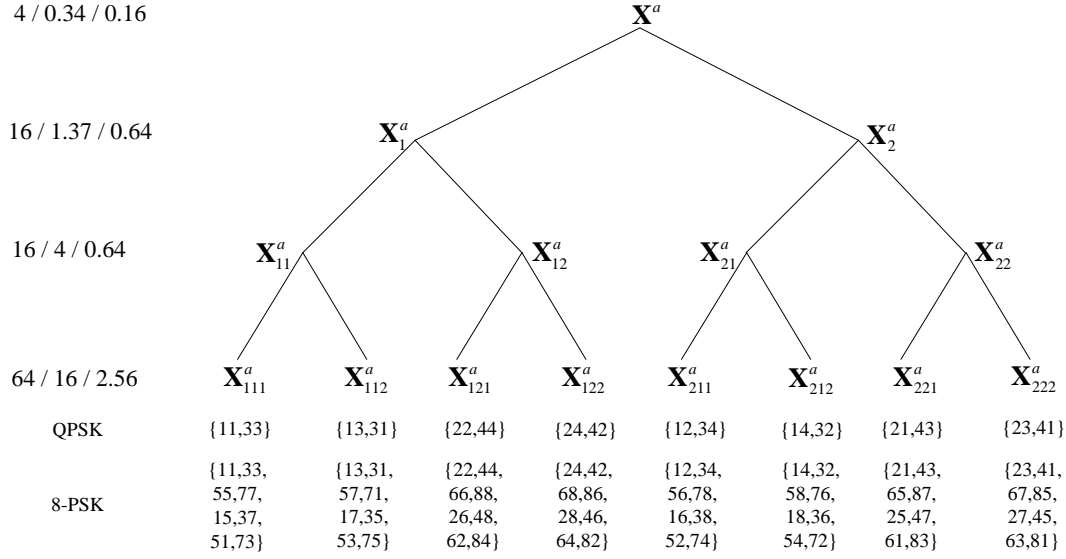 4 / 0.34 / 0.16 X^a
16 / 1.37 / 0.64 X_1^a X_2^a
16 / 4 / 0.64 X_11^a X_12^a X_21^a X_22^a
64 / 16 / 2.56 X_111^a X_112^a X_121^a X_122^a X_211^a X_212^a X_221^a X_222^a
QPSK {11,33} {13,31} {22,44} {24,42} {12,34} {14,32} {21,43} {23,41}
{11,33, {13,31, {22,44, {24,42, {12,34, {14,32, {21,43, {23,41,
55,77, 57,71, 66,88, 68,86, 56,78, 58,76, 65,87, 67,85,
8-PSK
15,37, 17,35, 26,48, 28,46, 16,38, 18,36, 25,47, 27,45,
51,73} 53,75} 62,84} 64,82} 52,74} 54,72} 61,83} 63,81}